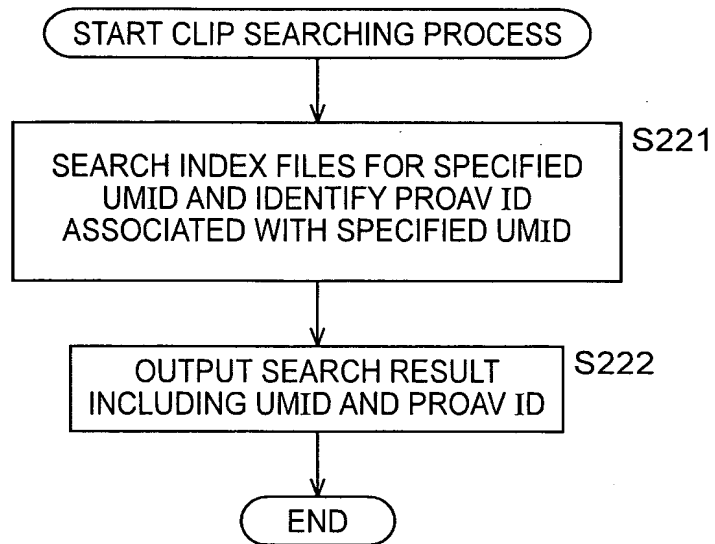 START CLIP SEARCHING PROCESS
S221
SEARCH INDEX FILES FOR SPECIFIED
UMID AND IDENTIFY PROAV ID
ASSOCIATED WITH SPECIFIED UMID
S222
OUTPUT SEARCH RESULT
INCLUDING UMID AND PROAV ID
END